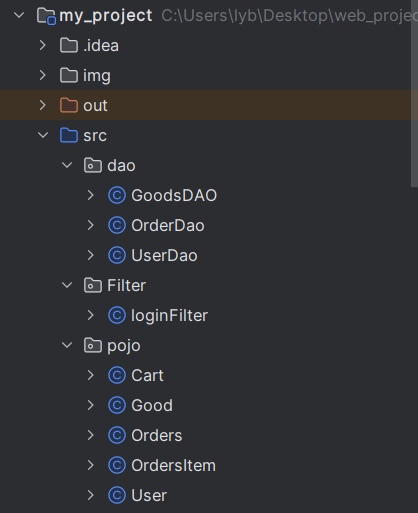 my_project C:\Users\lyb\Desktop\web_projec
.idea
img
out
src
dao
GoodsDAO
OrderDao
UserDao
Filter
loginFilter
pojo
Cart
Good
Orders
OrdersItem
User